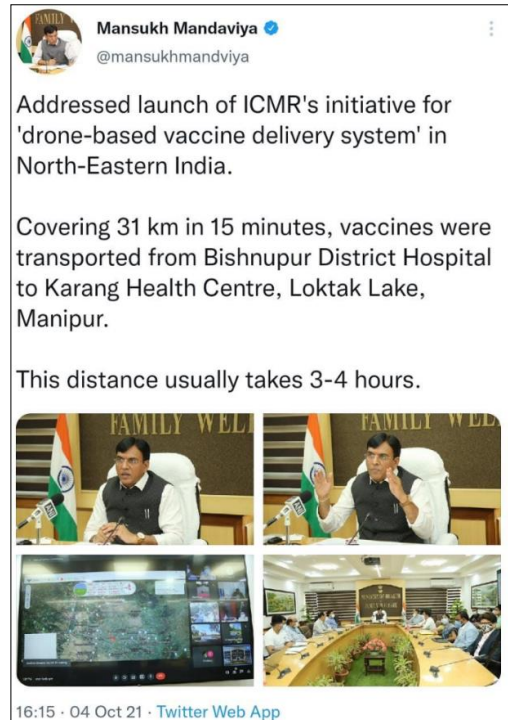 Mansukh Mandaviya
@mansukhmandviya
Addressed launch of ICMR's initiative for
'drone-based vaccine delivery system' in
North-Eastern India.
Covering 31 km in 15 minutes, vaccines were
transported from Bishnupur District Hospital
to Karang Health Centre, Loktak Lake,
Manipur.
This distance usually takes 3-4 hours.
FAMILY WEL
FAMILY WEL
16:15 · 04 Oct 21 · Twitter Web App